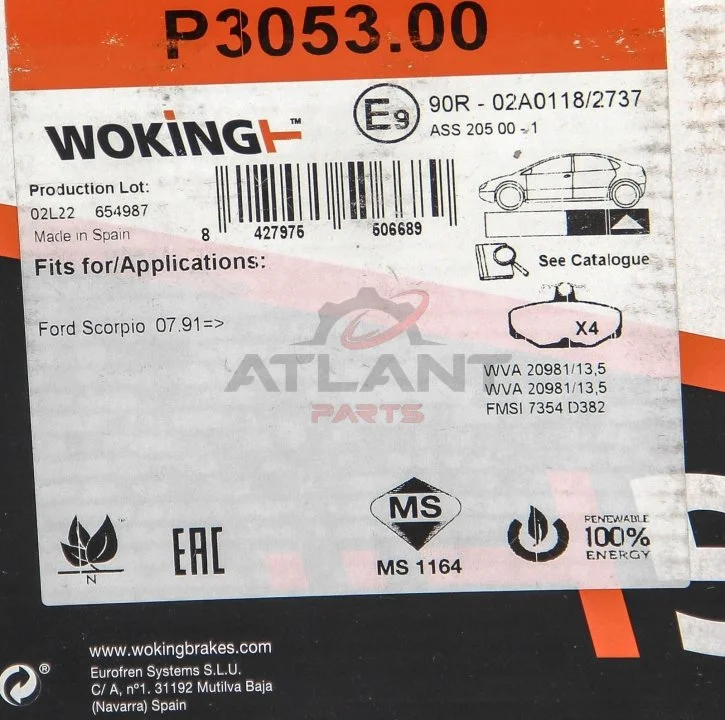 P3053.00
E9
90R - 02A0118/2737
ASS 205 00 - 1
WOKING™
Production Lot:
02L22 654987
Made in Spain
8 427975 606689
See Catalogue
Fits for/Applications:
Ford Scorpio 07.91=>
X4
WVA 20981/13,5
WVA 20981/13,5
FMSI 7354 D382
ATLANT
PARTS
MS
MS 1164
N
EAC
RENEWABLE
100%
ENERGY
www.wokingbrakes.com
Eurofren Systems S.L.U.
C/ A, nº1. 31192 Mutilva Baja
(Navarra) Spain
®